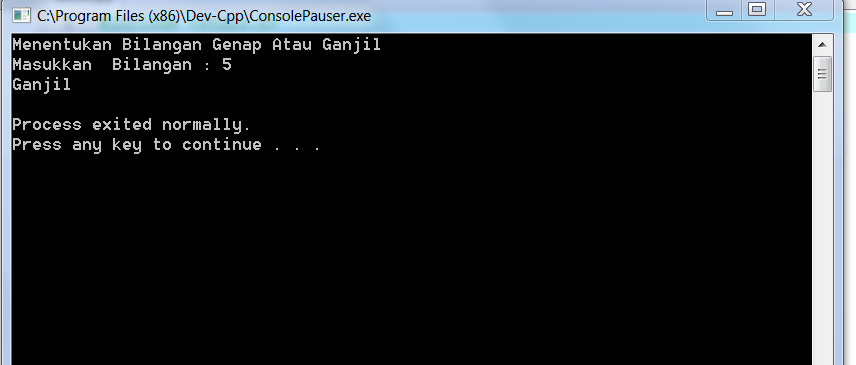 C:\Program Files (x86)\Dev-Cpp\ConsolePauser.exe
Menentukan Bilangan Genap Atau Ganjil
Masukkan  Bilangan : 5
Ganjil
Process exited normally.
Press any key to continue . . .